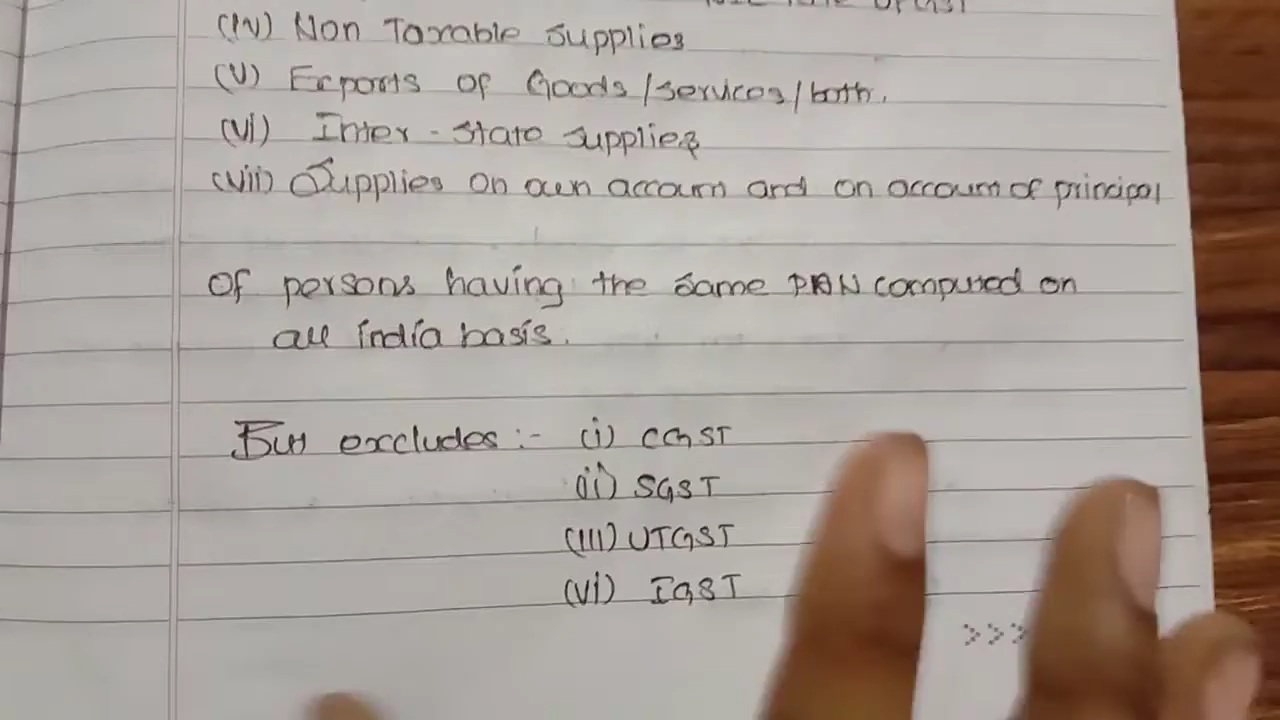 (iv) Non Taxable Supplies
(v) Exports of Goods/services/both.
(vi) Inter-state supplies
(vii) Supplies on own account and on account of principal
Of persons having the same PAN computed on
all india basis.
But excludes :- (i) CGST
(ii) SGST
(III) UTGST
(vi) IGST
>>>